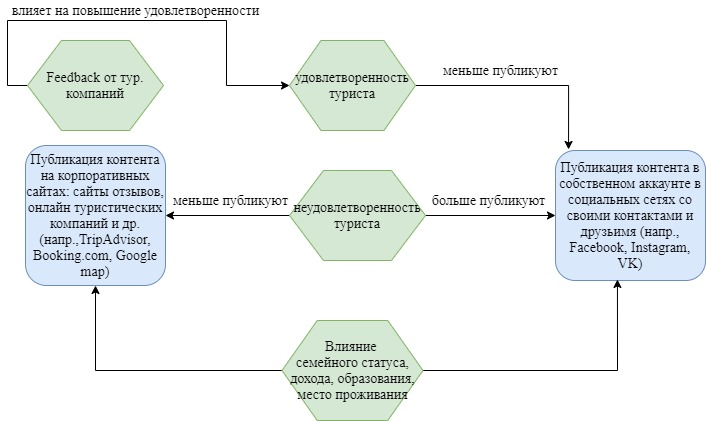 влияет на повышение удовлетворенности
Feedback от тур.
компаний
удовлетворенность
туриста
меньше публикуют
Публикация контента
на корпоративных
сайтах: сайты отзывов,
онлайн туристических
компаний и др.
(напр.,TripAdvisor,
Booking.com, Google
map)
меньше публикуют
неудовлетворенность
туриста
больше публикуют
Публикация контента в
собственном аккаунте в
социальных сетях со
своими контактами и
друзьимя (напр.,
Facebook, Instagram,
VK)
Влияние
семейного статуса,
дохода, образования,
место проживания